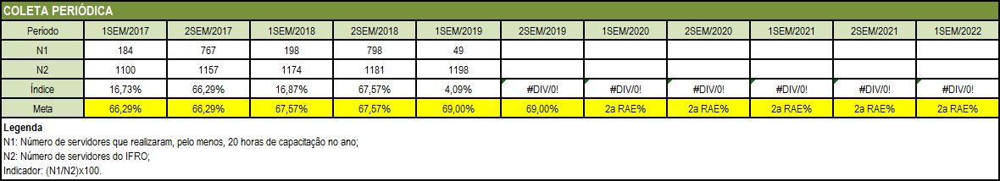 COLETA PERIÓDICA
Período 1SEM/2017 2SEM/2017 1SEM/2018 2SEM/2018 1SEM/2019 2SEM/2019 1SEM/2020 2SEM/2020 1SEM/2021 2SEM/2021 1SEM/2022
N1 184 767 198 798 49
N2 1100 1157 1174 1181 1198
Índice 16,73% 66,29% 16,87% 67,57% 4,09% #DIV/0! #DIV/0! #DIV/0! #DIV/0! #DIV/0! #DIV/0!
Meta 66,29% 66,29% 67,57% 67,57% 69,00% 69,00% 2a RAE% 2a RAE% 2a RAE% 2a RAE% 2a RAE%
Legenda
N1: Número de servidores que realizaram, pelo menos, 20 horas de capacitação no ano;
N2: Número de servidores do IFRO;
Indicador: (N1/N2)x100.